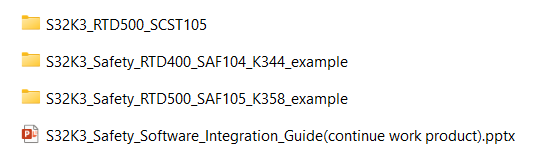 S32K3_RTD500_SCST105
S32K3_Safety_RTD400_SAF104_K344_example
S32K3_Safety_RTD500_SAF105_K358_example
S32K3_Safety_Software_Integration_Guide(continue work product).pptx